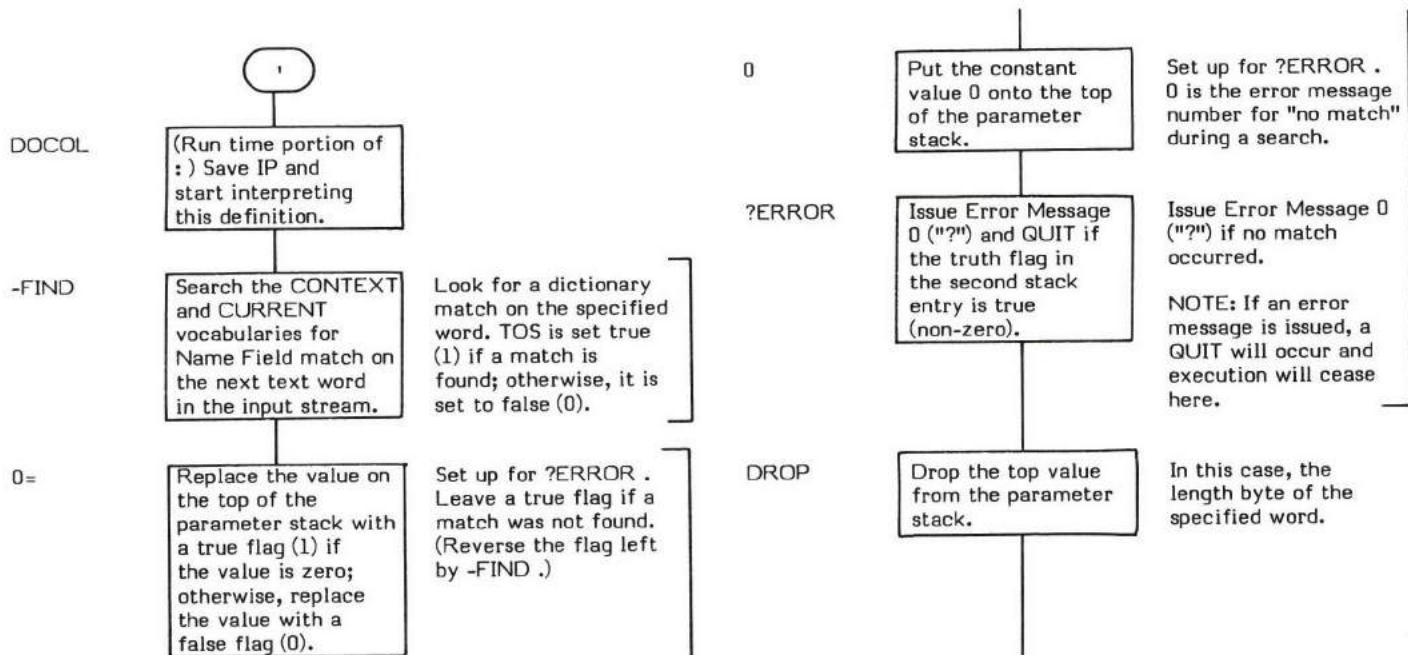 '
DOCOL
(Run time portion of
: ) Save IP and
start interpreting
this definition.
-FIND
Search the CONTEXT
and CURRENT
vocabularies for
Name Field match on
the next text word
in the input stream.
Look for a dictionary
match on the specified
word. TOS is set true
(1) if a match is
found; otherwise, it is
set to false (0).
0=
Replace the value on
the top of the
parameter stack with
a true flag (1) if
the value is zero;
otherwise, replace
the value with a
false flag (0).
Set up for ?ERROR .
Leave a true flag if a
match was not found.
(Reverse the flag left
by -FIND .)
0
Put the constant
value 0 onto the top
of the parameter
stack.
Set up for ?ERROR .
0 is the error message
number for "no match"
during a search.
?ERROR
Issue Error Message
0 ("?") and QUIT if
the truth flag in
the second stack
entry is true
(non-zero).
Issue Error Message 0
("?") if no match
occurred.
NOTE: If an error
message is issued, a
QUIT will occur and
execution will cease
here.
DROP
Drop the top value
from the parameter
stack.
In this case, the
length byte of the
specified word.